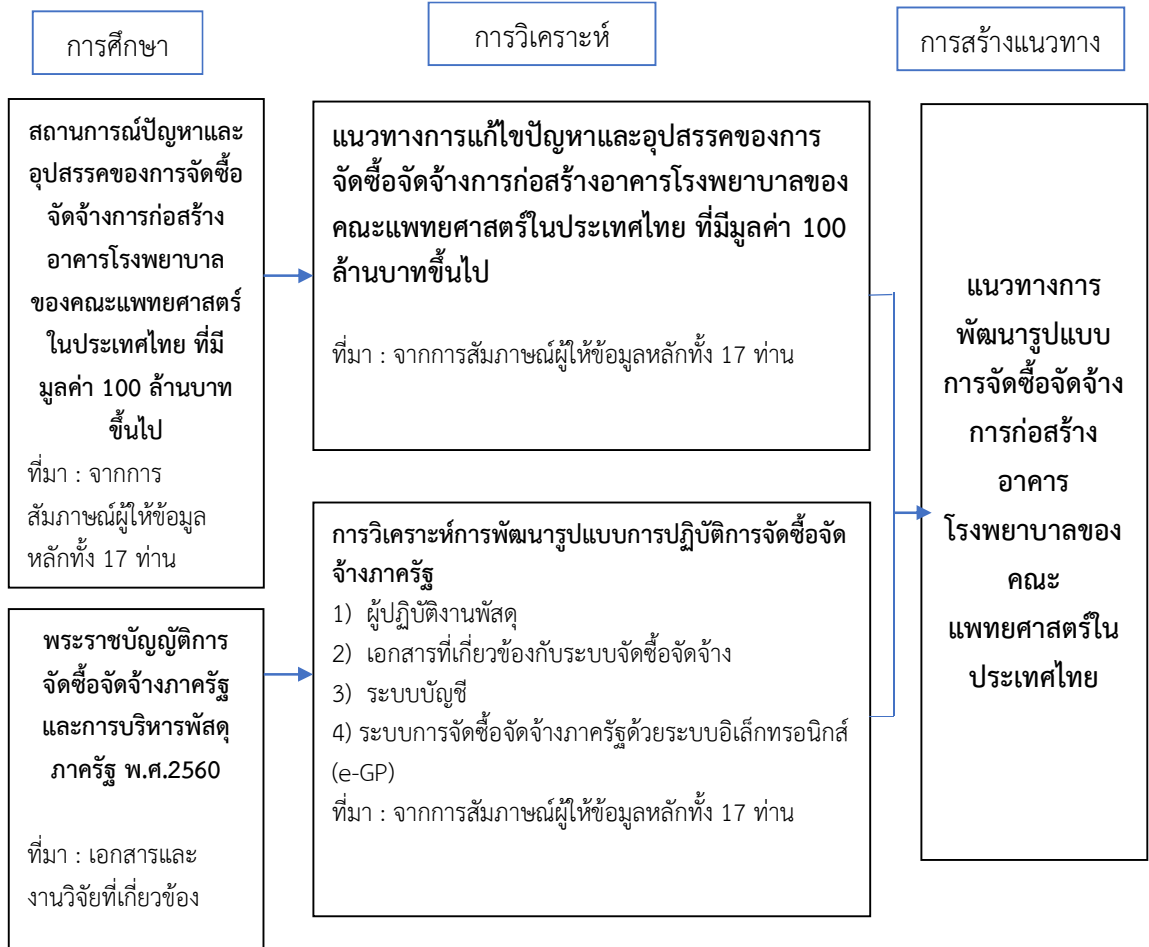 การศึกษา
การวิเคราะห์
การสร้างแนวทาง
สถานการณ์ปัญหาและ
อุปสรรคของการจัดซื้อ
จัดจ้างการก่อสร้าง
อาคารโรงพยาบาล
ของคณะแพทยศาสตร์
ในประเทศไทย ที่มี
มูลค่า 100 ล้านบาท
ขึ้นไป
ที่มา : จากการ
สัมภาษณ์ผู้ให้ข้อมูล
หลักทั้ง 17 ท่าน
พระราชบัญญัติการ
จัดซื้อจัดจ้างภาครัฐ
และการบริหารพัสดุ
ภาครัฐ พ.ศ.2560
ที่มา : เอกสารและ
งานวิจัยที่เกี่ยวข้อง
แนวทางการแก้ไขปัญหาและอุปสรรคของการ
จัดซื้อจัดจ้างการก่อสร้างอาคารโรงพยาบาลของ
คณะแพทยศาสตร์ในประเทศไทย ที่มีมูลค่า 100
ล้านบาทขึ้นไป
ที่มา : จากการสัมภาษณ์ผู้ให้ข้อมูลหลักทั้ง 17 ท่าน
การวิเคราะห์การพัฒนารูปแบบการปฏิบัติการจัดซื้อจัด
จ้างภาครัฐ
1) ผู้ปฏิบัติงานพัสดุ
2) เอกสารที่เกี่ยวข้องกับระบบจัดซื้อจัดจ้าง
3) ระบบบัญชี
4) ระบบการจัดซื้อจัดจ้างภาครัฐด้วยระบบอิเล็กทรอนิกส์
(e-GP)
ที่มา : จากการสัมภาษณ์ผู้ให้ข้อมูลหลักทั้ง 17 ท่าน
แนวทางการ
พัฒนารูปแบบ
การจัดซื้อจัดจ้าง
การก่อสร้าง
อาคาร
โรงพยาบาลของ
คณะ
แพทยศาสตร์ใน
ประเทศไทย